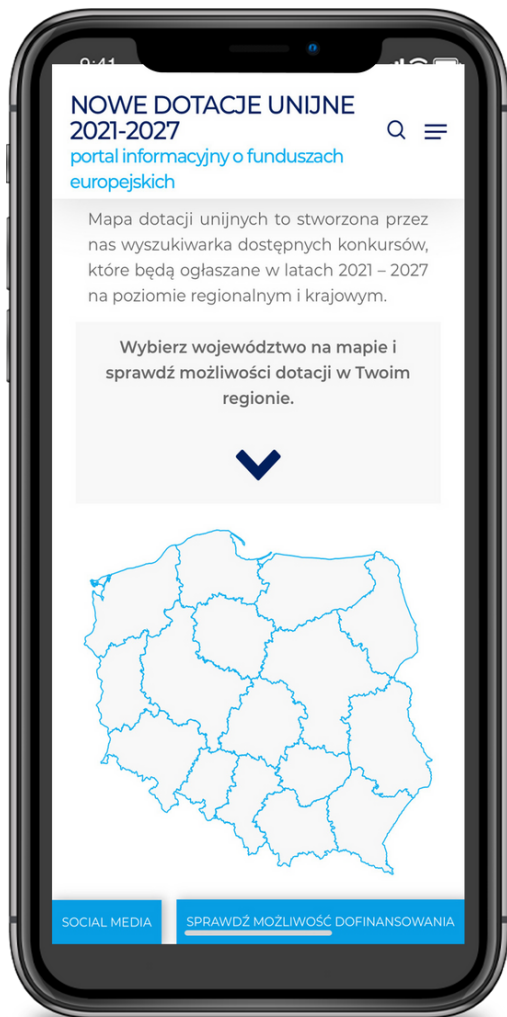 9:41
NOWE DOTACJE UNIJNE
2021-2027
portal informacyjny o funduszach
europejskich
Mapa dotacji unijnych to stworzona przez
nas wyszukiwarka dostępnych konkursów,
które będą ogłaszane w latach 2021 – 2027
na poziomie regionalnym i krajowym.
Wybierz województwo na mapie i
sprawdź możliwości dotacji w Twoim
regionie.
SOCIAL MEDIA
SPRAWDŹ MOŻLIWOŚĆ DOFINANSOWANIA